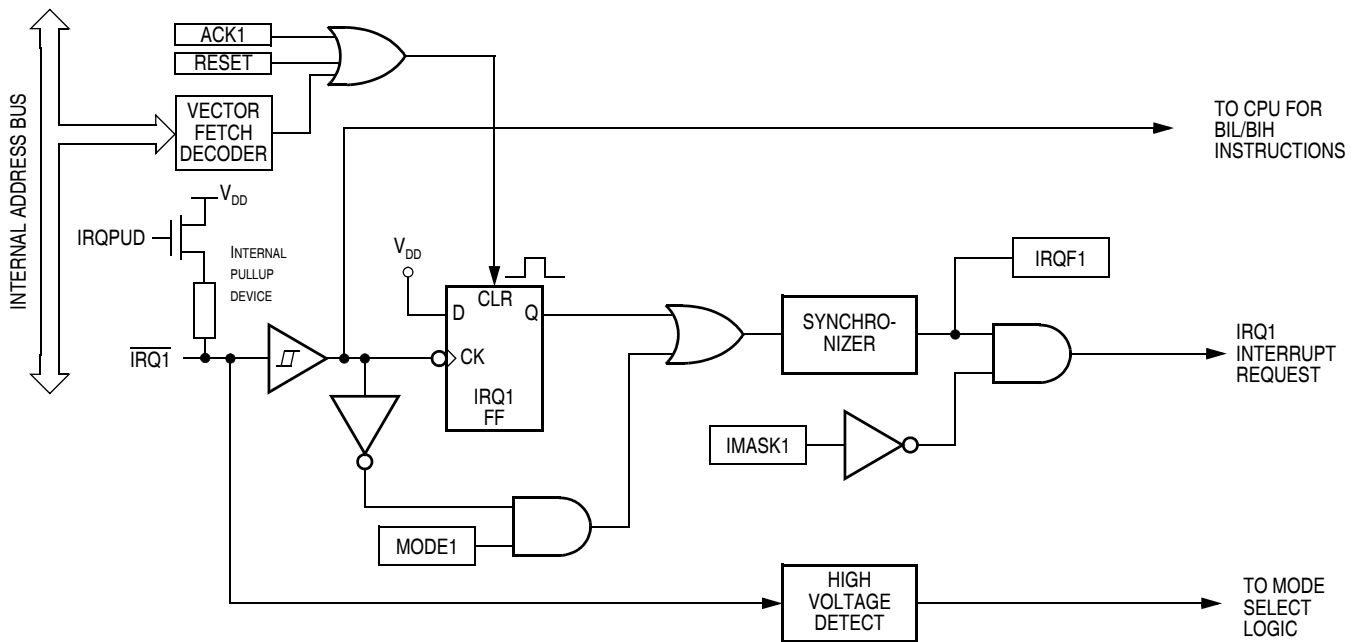 INTERNAL ADDRESS BUS
ACK1
RESET
VECTOR
FETCH
DECODER
TO CPU FOR
BIL/BIH
INSTRUCTIONS
VDD
IRQPUD
INTERNAL
PULLUP
DEVICE
VDD
CLR
D
Q
CK
IRQ1
FF
SYNCHRO-
NIZER
IRQF1
IRQ1
IRQ1
INTERRUPT
REQUEST
IMASK1
MODE1
HIGH
VOLTAGE
DETECT
TO MODE
SELECT
LOGIC